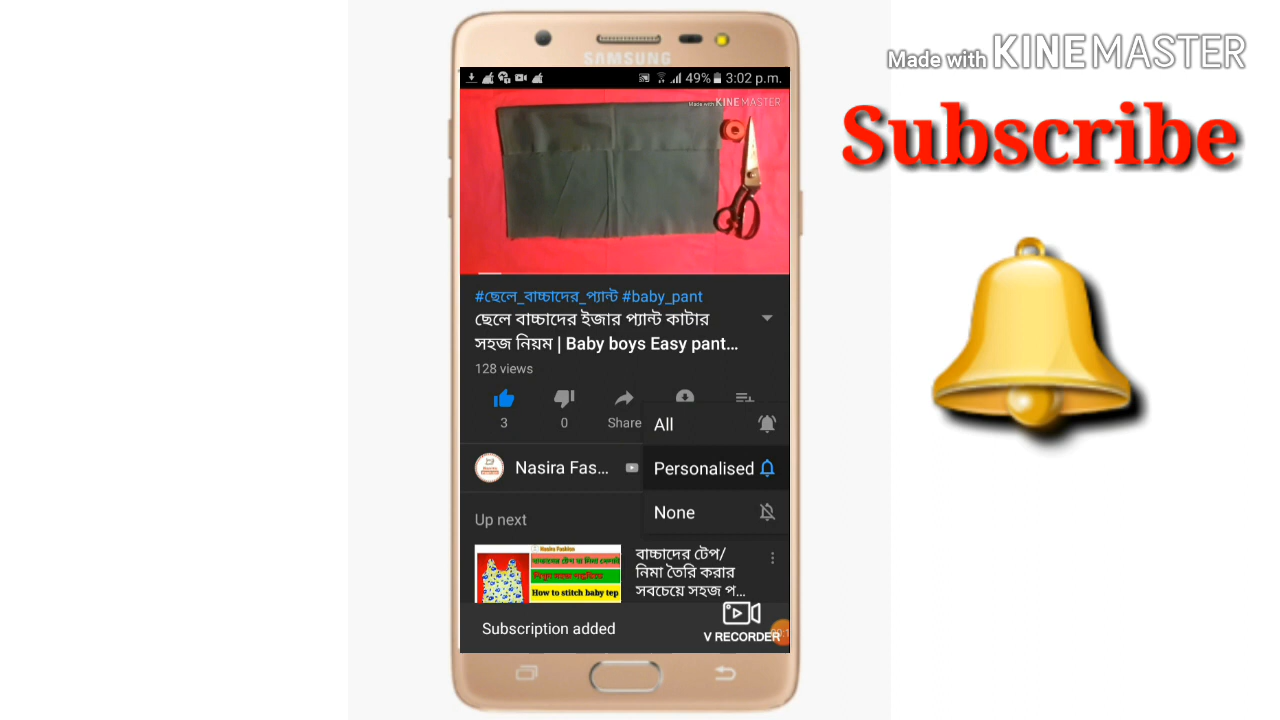 Made with KINEMASTER
Subscribe
SAMSUNG
49% 3:02 p.m.
Made with KINEMASTER
#ছেলে_বাচ্চাদের_প্যান্ট #baby_pant
ছেলে বাচ্চাদের ইজার প্যান্ট কাটার
সহজ নিয়ম | Baby boys Easy pant...
128 views
3
0
Share
All
Nasira Fas...
Personalised
None
Up next
Nasira Fashion
How to stitch baby tep
বাচ্চাদের টেপ/
নিমা তৈরি করার
সবচেয়ে সহজ প...
Subscription added
V RECORDER